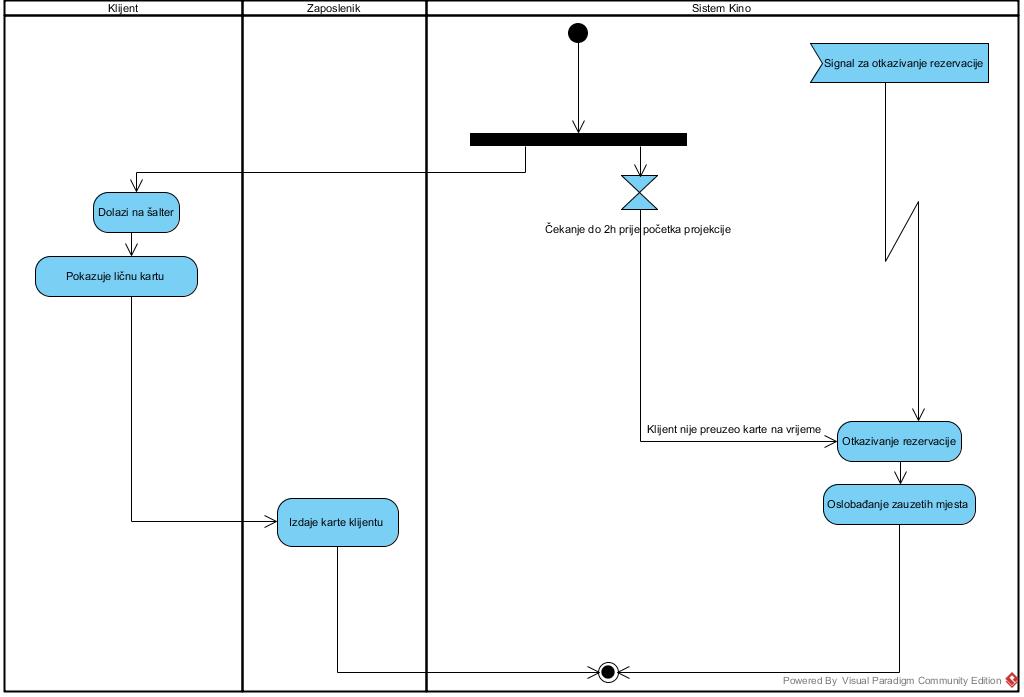 Klijent
Zaposlenik
Sistem Kino
Signal za otkazivanje rezervacije
Dolazi na šalter
Čekanje do 2h prije početka projekcije
Pokazuje ličnu kartu
Klijent nije preuzeo karte na vrijeme
Otkazivanje rezervacije
Oslobađanje zauzetih mjesta
Izdaje karte klijentu
Powered By Visual Paradigm Community Edition